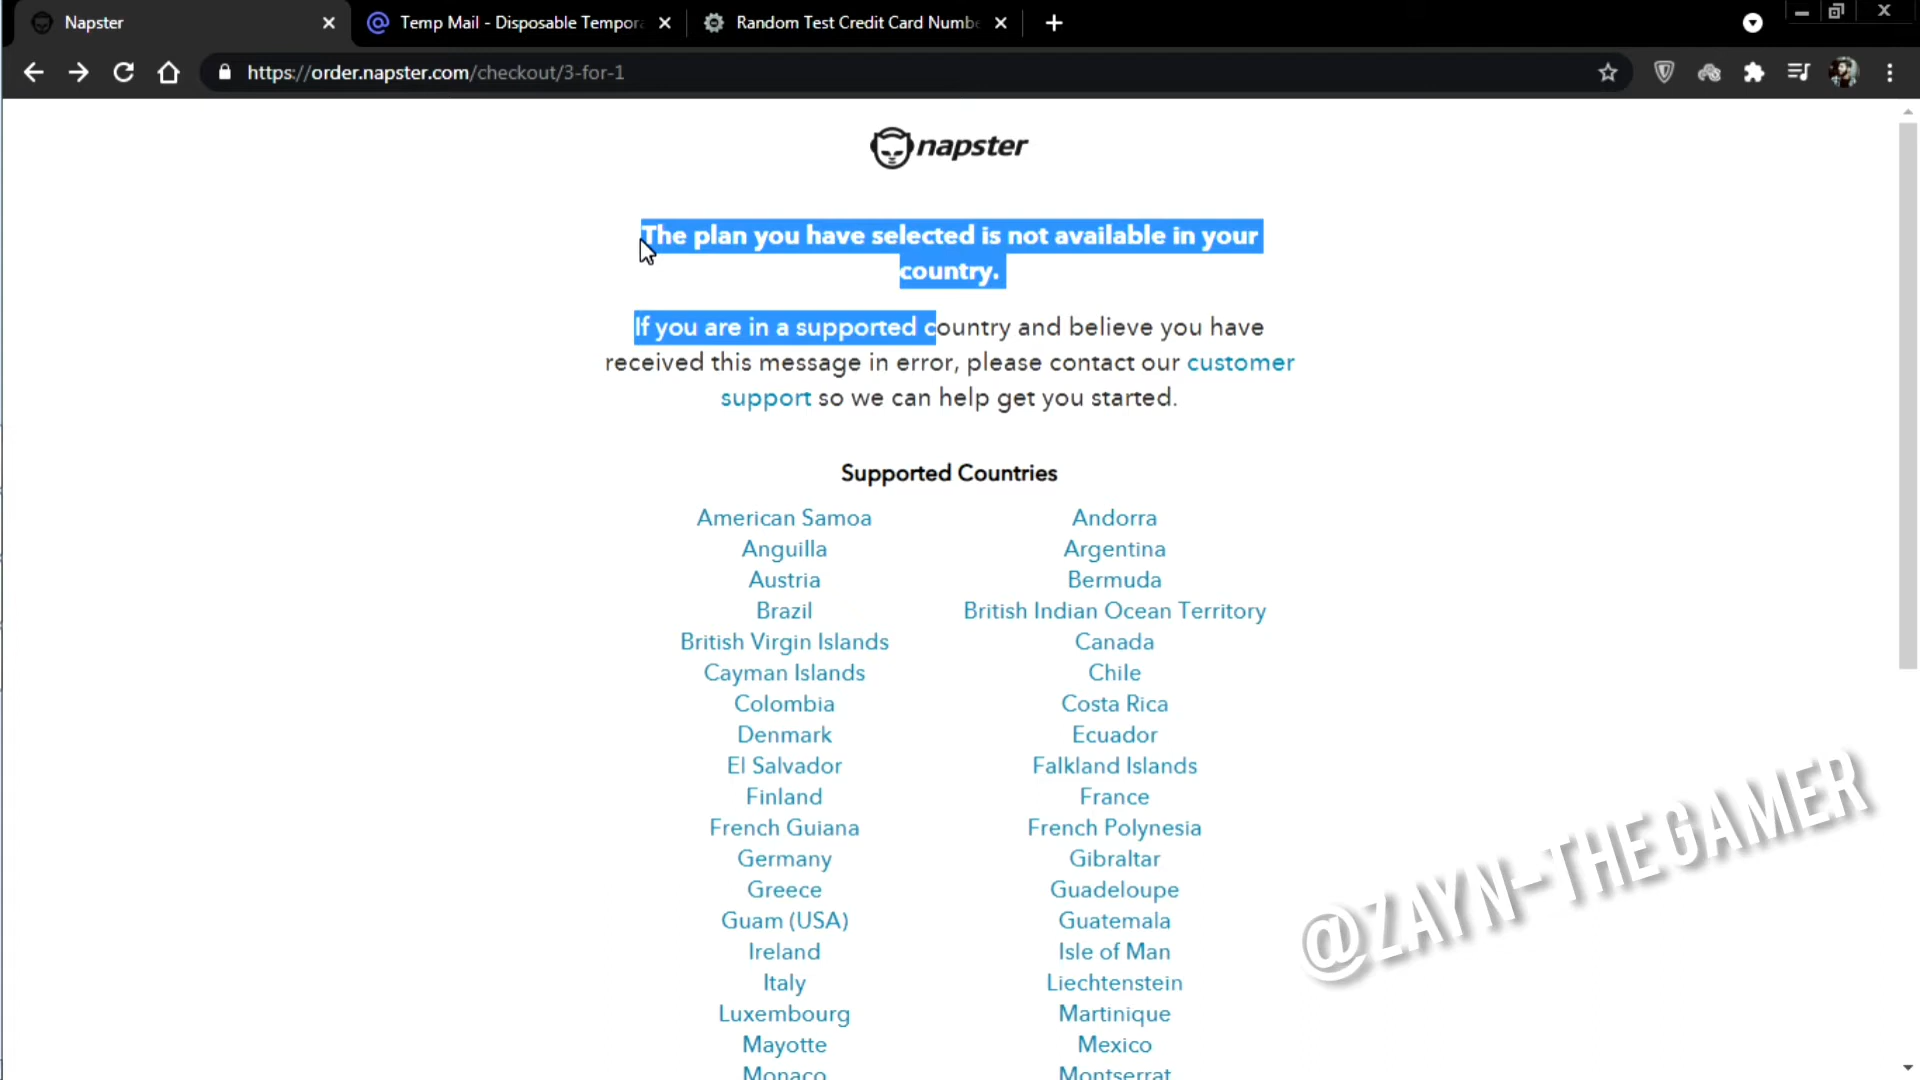 Napster
Temp Mail - Disposable Tempora
Random Test Credit Card Numbe
https://order.napster.com/checkout/3-for-1
napster
The plan you have selected is not available in your
country.
If you are in a supported country and believe you have
received this message in error, please contact our customer
support so we can help get you started.
Supported Countries
American Samoa
Andorra
Anguilla
Argentina
Austria
Bermuda
Brazil
British Indian Ocean Territory
British Virgin Islands
Canada
Cayman Islands
Chile
Colombia
Costa Rica
Denmark
Ecuador
El Salvador
Falkland Islands
Finland
France
French Guiana
French Polynesia
Germany
Gibraltar
Greece
Guadeloupe
Guam (USA)
Guatemala
Ireland
Isle of Man
Italy
Liechtenstein
Luxembourg
Martinique
Mayotte
Mexico
Monaco
Montserrat
@ZAYN-THE GAMER